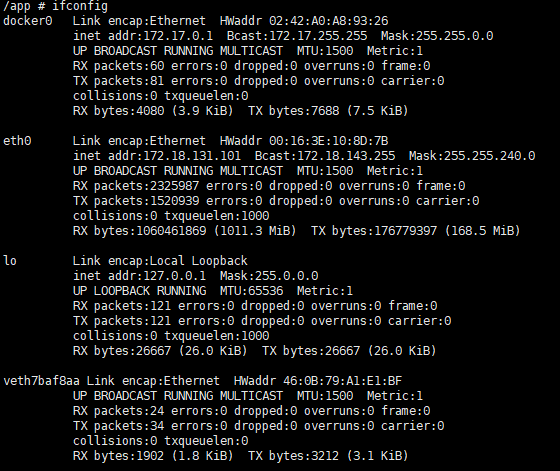 /app # ifconfig
docker0   Link encap:Ethernet  HWaddr 02:42:A0:A8:93:26
          inet addr:172.17.0.1  Bcast:172.17.255.255  Mask:255.255.0.0
          UP BROADCAST RUNNING MULTICAST  MTU:1500  Metric:1
          RX packets:60 errors:0 dropped:0 overruns:0 frame:0
          TX packets:81 errors:0 dropped:0 overruns:0 carrier:0
          collisions:0 txqueuelen:0
          RX bytes:4080 (3.9 KiB)  TX bytes:7688 (7.5 KiB)

eth0      Link encap:Ethernet  HWaddr 00:16:3E:10:8D:7B
          inet addr:172.18.131.101  Bcast:172.18.143.255  Mask:255.255.240.0
          UP BROADCAST RUNNING MULTICAST  MTU:1500  Metric:1
          RX packets:2325987 errors:0 dropped:0 overruns:0 frame:0
          TX packets:1520939 errors:0 dropped:0 overruns:0 carrier:0
          collisions:0 txqueuelen:1000
          RX bytes:1060461869 (1011.3 MiB)  TX bytes:176779397 (168.5 MiB)

lo        Link encap:Local Loopback
          inet addr:127.0.0.1  Mask:255.0.0.0
          UP LOOPBACK RUNNING  MTU:65536  Metric:1
          RX packets:121 errors:0 dropped:0 overruns:0 frame:0
          TX packets:121 errors:0 dropped:0 overruns:0 carrier:0
          collisions:0 txqueuelen:1000
          RX bytes:26667 (26.0 KiB)  TX bytes:26667 (26.0 KiB)

veth7baf8aa Link encap:Ethernet  HWaddr 46:0B:79:A1:E1:BF
          UP BROADCAST RUNNING MULTICAST  MTU:1500  Metric:1
          RX packets:24 errors:0 dropped:0 overruns:0 frame:0
          TX packets:34 errors:0 dropped:0 overruns:0 carrier:0
          collisions:0 txqueuelen:0
          RX bytes:1902 (1.8 KiB)  TX bytes:3212 (3.1 KiB)